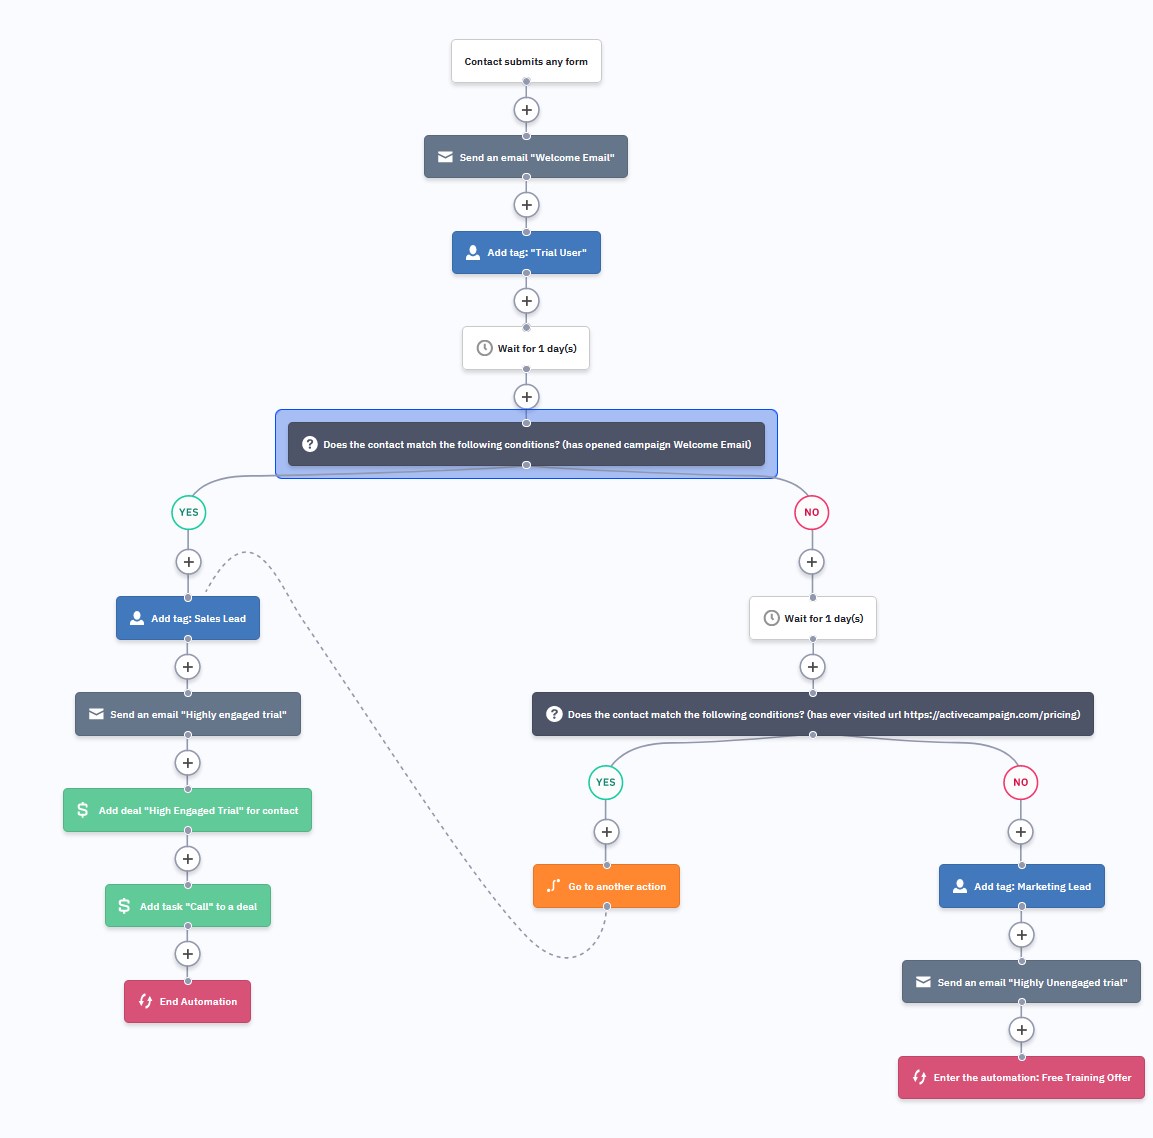 Contact submits any form
Send an email "Welcome Email"
Add tag: "Trial User"
Wait for 1 day(s)
Does the contact match the following conditions? (has opened campaign Welcome Email)
YES
NO
Add tag: Sales Lead
Wait for 1 day(s)
Send an email "Highly engaged trial"
Does the contact match the following conditions? (has ever visited url https://activecampaign.com/pricing)
YES
NO
Add deal "High Engaged Trial" for contact
Go to another action
Add tag: Marketing Lead
Add task "Call" to a deal
Send an email "Highly Unengaged trial"
End Automation
Enter the automation: Free Training Offer